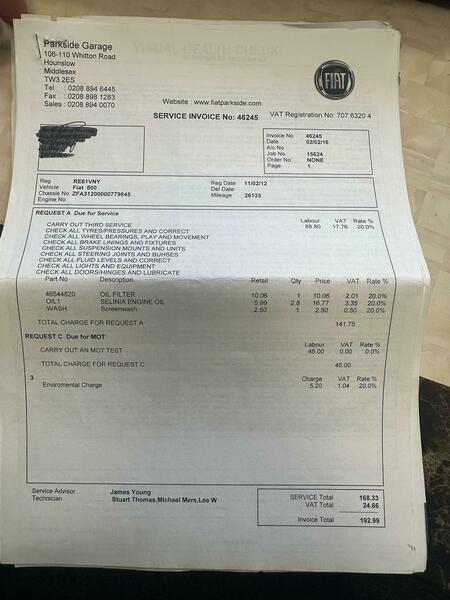 VISUAL HEALTH CHECK
Parkside Garage
106-110 Whitton Road
Hounslow
Middlesex
TW3 2ES
Tel : 0208 894 6445
Fax : 0208 898 1283
Sales : 0208 894 0070
FIAT
Website : www.fiatparkside.com
SERVICE INVOICE No: 46245 VAT Registration No: 707 6320 4
Invoice No 46245
Date 02/02/16
A/c No
Job No. 15624
Order No. NONE
Page 1
Reg RE61VNY Reg Date 11/02/12
Vehicle Fiat 500 Del Date
Chassis No ZFA31200000779645 Mileage 26133
Engine No
REQUEST A Due for Service Labour VAT Rate %
CARRY OUT THIRD SERVICE 88.80 17.76 20.0%
CHECK ALL TYRES/PRESSURES AND CORRECT
CHECK ALL WHEEL BEARINGS, PLAY AND MOVEMENT
CHECK ALL BRAKE LININGS AND FIXTURES
CHECK ALL SUSPENSION MOUNTS AND UNITS
CHECK ALL STEERING JOINTS AND BUHSES
CHECK ALL FLUID LEVELS AND CORRECT
CHECK ALL LIGHTS AND EQUIPMENT
CHECK ALL DOORS/HINGES AND LUBRICATE
Part No Description Retail Qty Price VAT Rate %
46544820 OIL FILTER 10.06 1 10.06 2.01 20.0%
OIL1 SELINIA ENGINE OIL 5.99 2.8 16.77 3.35 20.0%
WASH Screenwash 2.50 1 2.50 0.50 20.0%
TOTAL CHARGE FOR REQUEST A 141.75
REQUEST C Due for MOT Labour VAT Rate %
CARRY OUT AN MOT TEST 45.00 0.00 0.0%
TOTAL CHARGE FOR REQUEST C 45.00
3 Charge VAT Rate %
Enviromental Charge 5.20 1.04 20.0%
Service Advisor James Young
Technician Stuart Thomas,Michael Mers,Lee W
SERVICE Total 168.33
VAT Total 24.66
Invoice Total 192.99